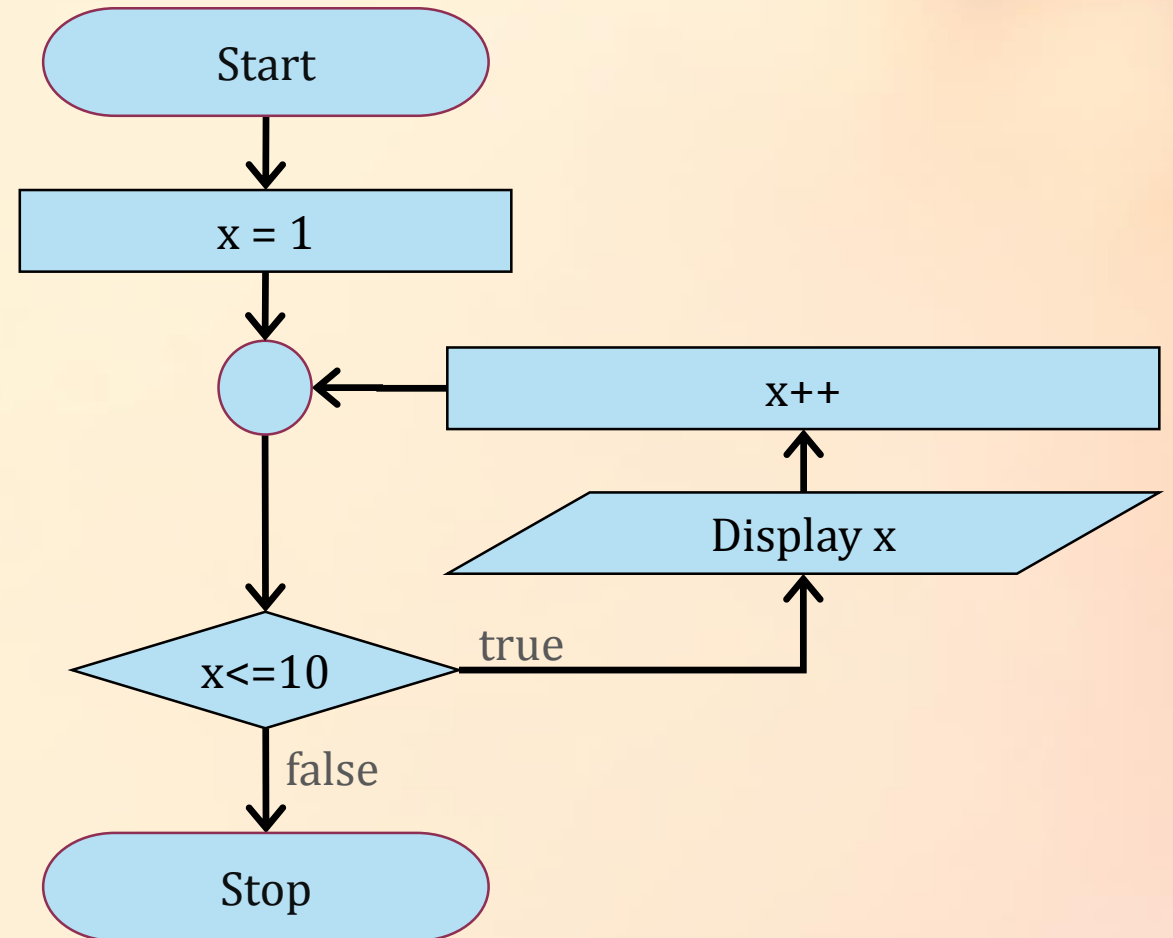 Start
x = 1
x++
Display x
x<=10
true
false
Stop